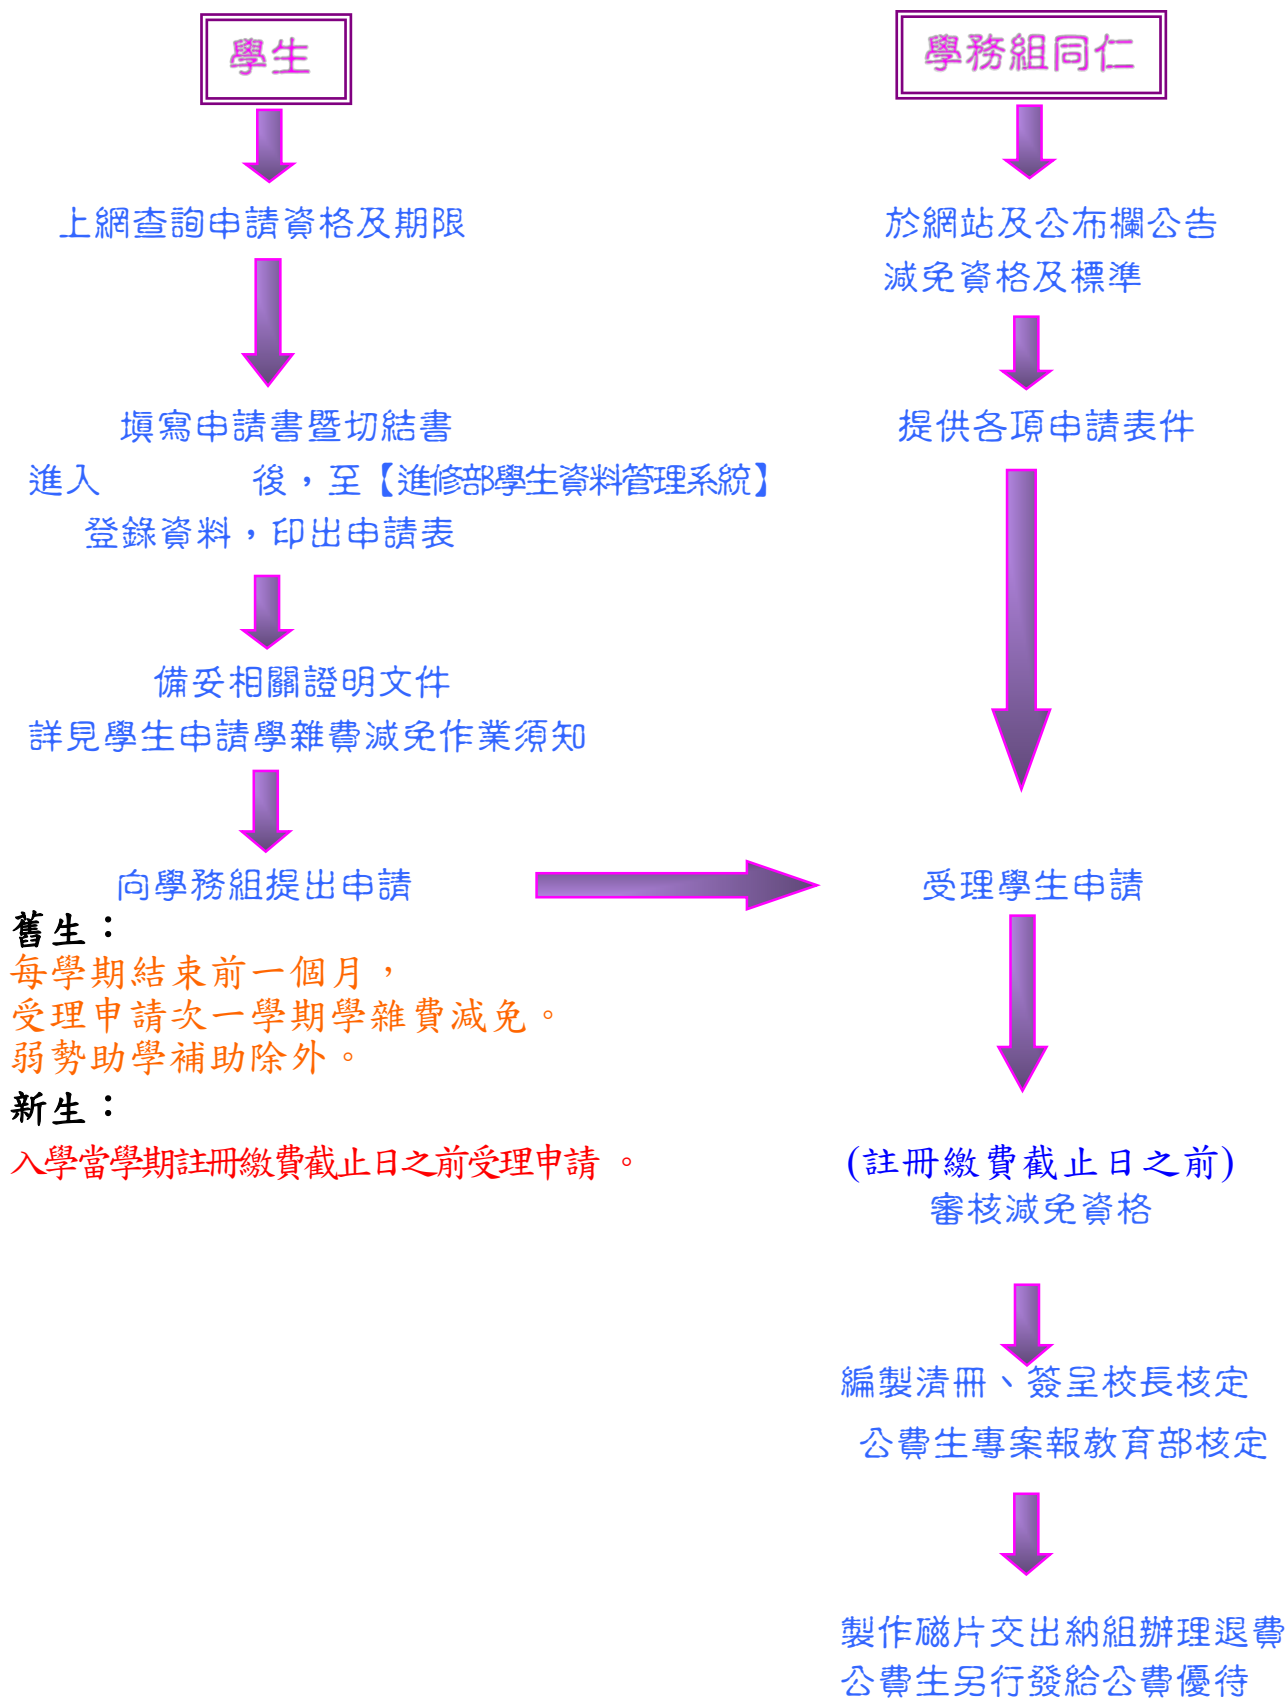 學生
上網查詢申請資格及期限
填寫申請書暨切結書
進入 後，至【進修部學生資料管理系統】
登錄資料，印出申請表
備妥相關證明文件
詳見學生申請學雜費減免作業須知
向學務組提出申請
舊生：
每學期結束前一個月，
受理申請次一學期學雜費減免。
弱勢助學補助除外。
新生：
入學當學期註冊繳費截止日之前受理申請 。
學務組同仁
於網站及公布欄公告
減免資格及標準
提供各項申請表件
受理學生申請
(註冊繳費截止日之前)
審核減免資格
編製清冊、簽呈校長核定
公費生專案報教育部核定
製作磁片交出納組辦理退費
公費生另行發給公費優待